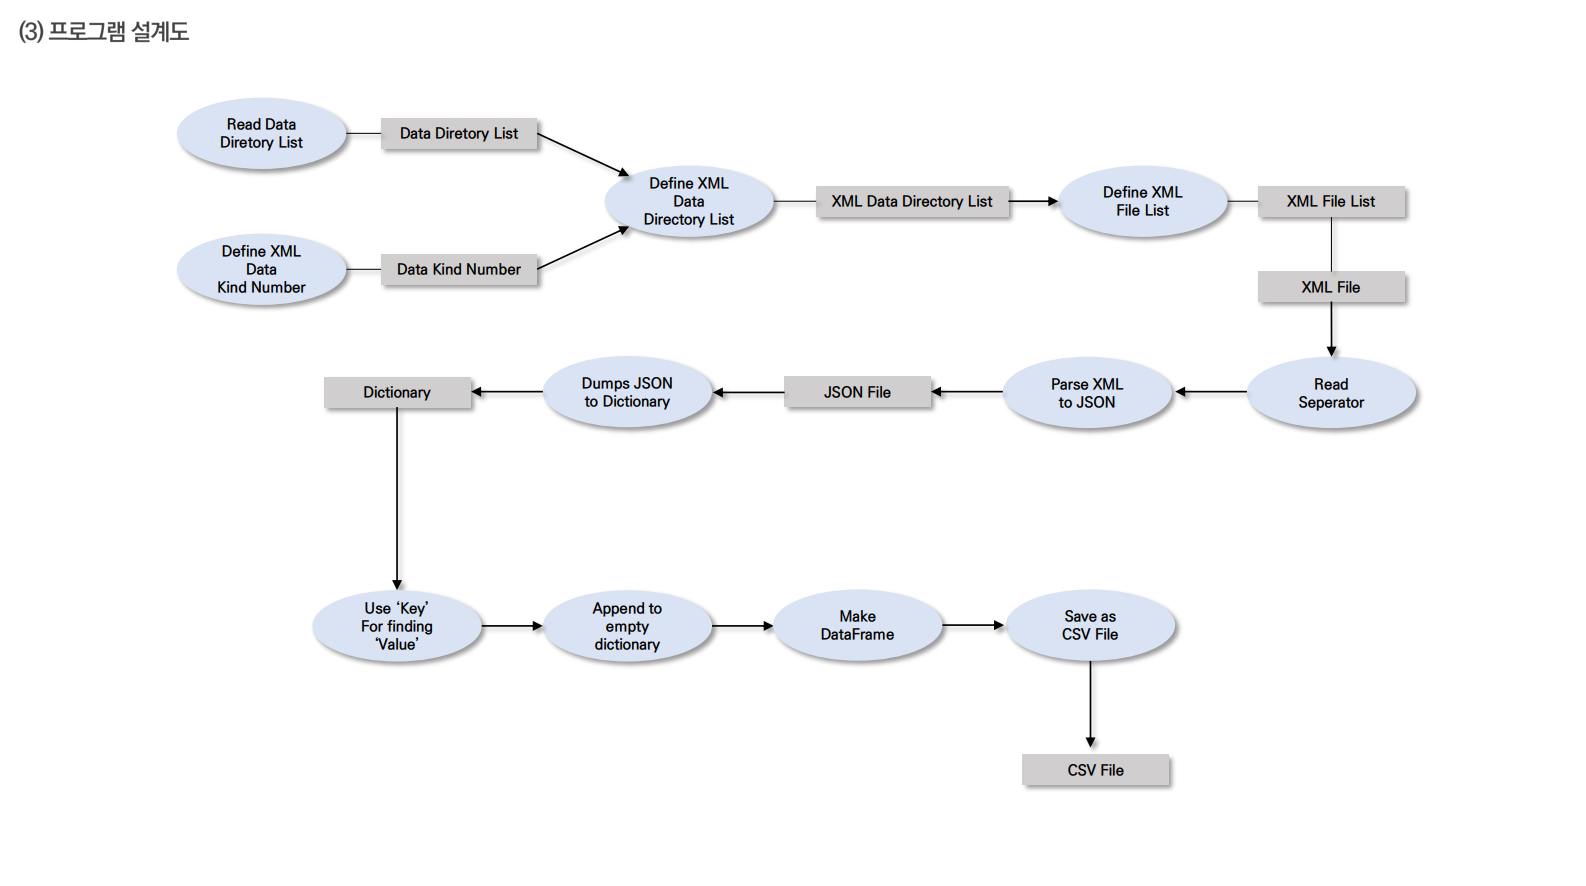 (3) 프로그램 설계도
Read Data
Diretory List
Data Diretory List
Define XML
Data
Kind Number
Data Kind Number
Define XML
Data
Directory List
XML Data Directory List
Define XML
File List
XML File List
XML File
Read
Seperator
Parse XML
to JSON
JSON File
Dumps JSON
to Dictionary
Dictionary
Use ‘Key’
For finding
‘Value’
Append to
empty
dictionary
Make
DataFrame
Save as
CSV File
CSV File